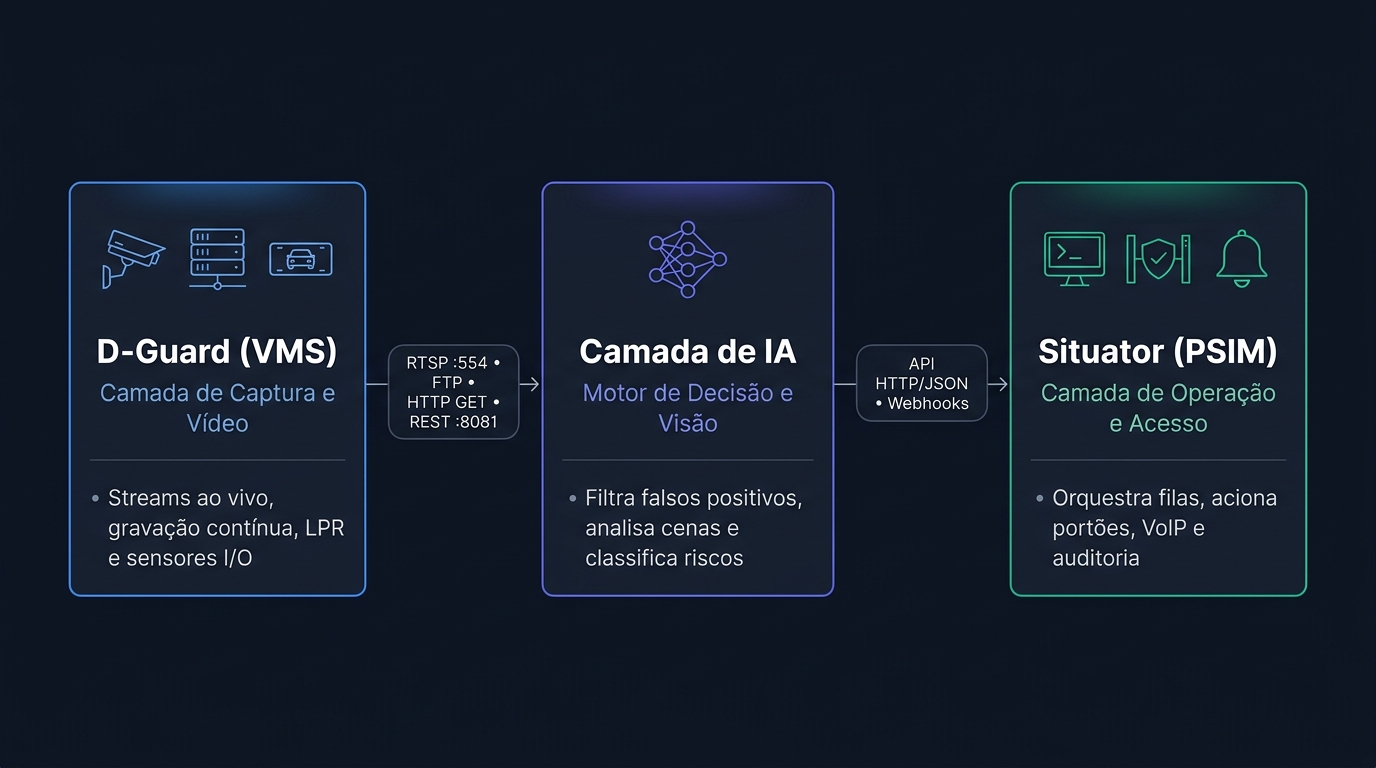 D-Guard (VMS)
Camada de Captura e
Vídeo
• Streams ao vivo,
gravação contínua, LPR
e sensores I/O
RTSP :554 •
FTP •
HTTP GET •
REST :8081
Camada de IA
Motor de Decisão e
Visão
• Filtra falsos positivos,
analisa cenas e
classifica riscos
API
HTTP/JSON
• Webhooks
Situator (PSIM)
Camada de Operação
e Acesso
• Orquestra filas, aciona
portões, VoIP e
auditoria